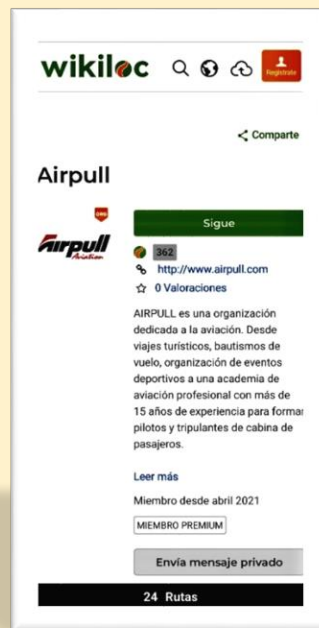 wikiloc
Regístrate
Comparte
Airpull
ORG
Airpull
Aviation
Sigue
362
http://www.airpull.com
0 Valoraciones
AIRPULL es una organización
dedicada a la aviación. Desde
viajes turísticos, bautismos de
vuelo, organización de eventos
deportivos a una academia de
aviación profesional con más de
15 años de experiencia para formar
pilotos y tripulantes de cabina de
pasajeros.
Leer más
Miembro desde abril 2021
MIEMBRO PREMIUM
Envía mensaje privado
24 Rutas